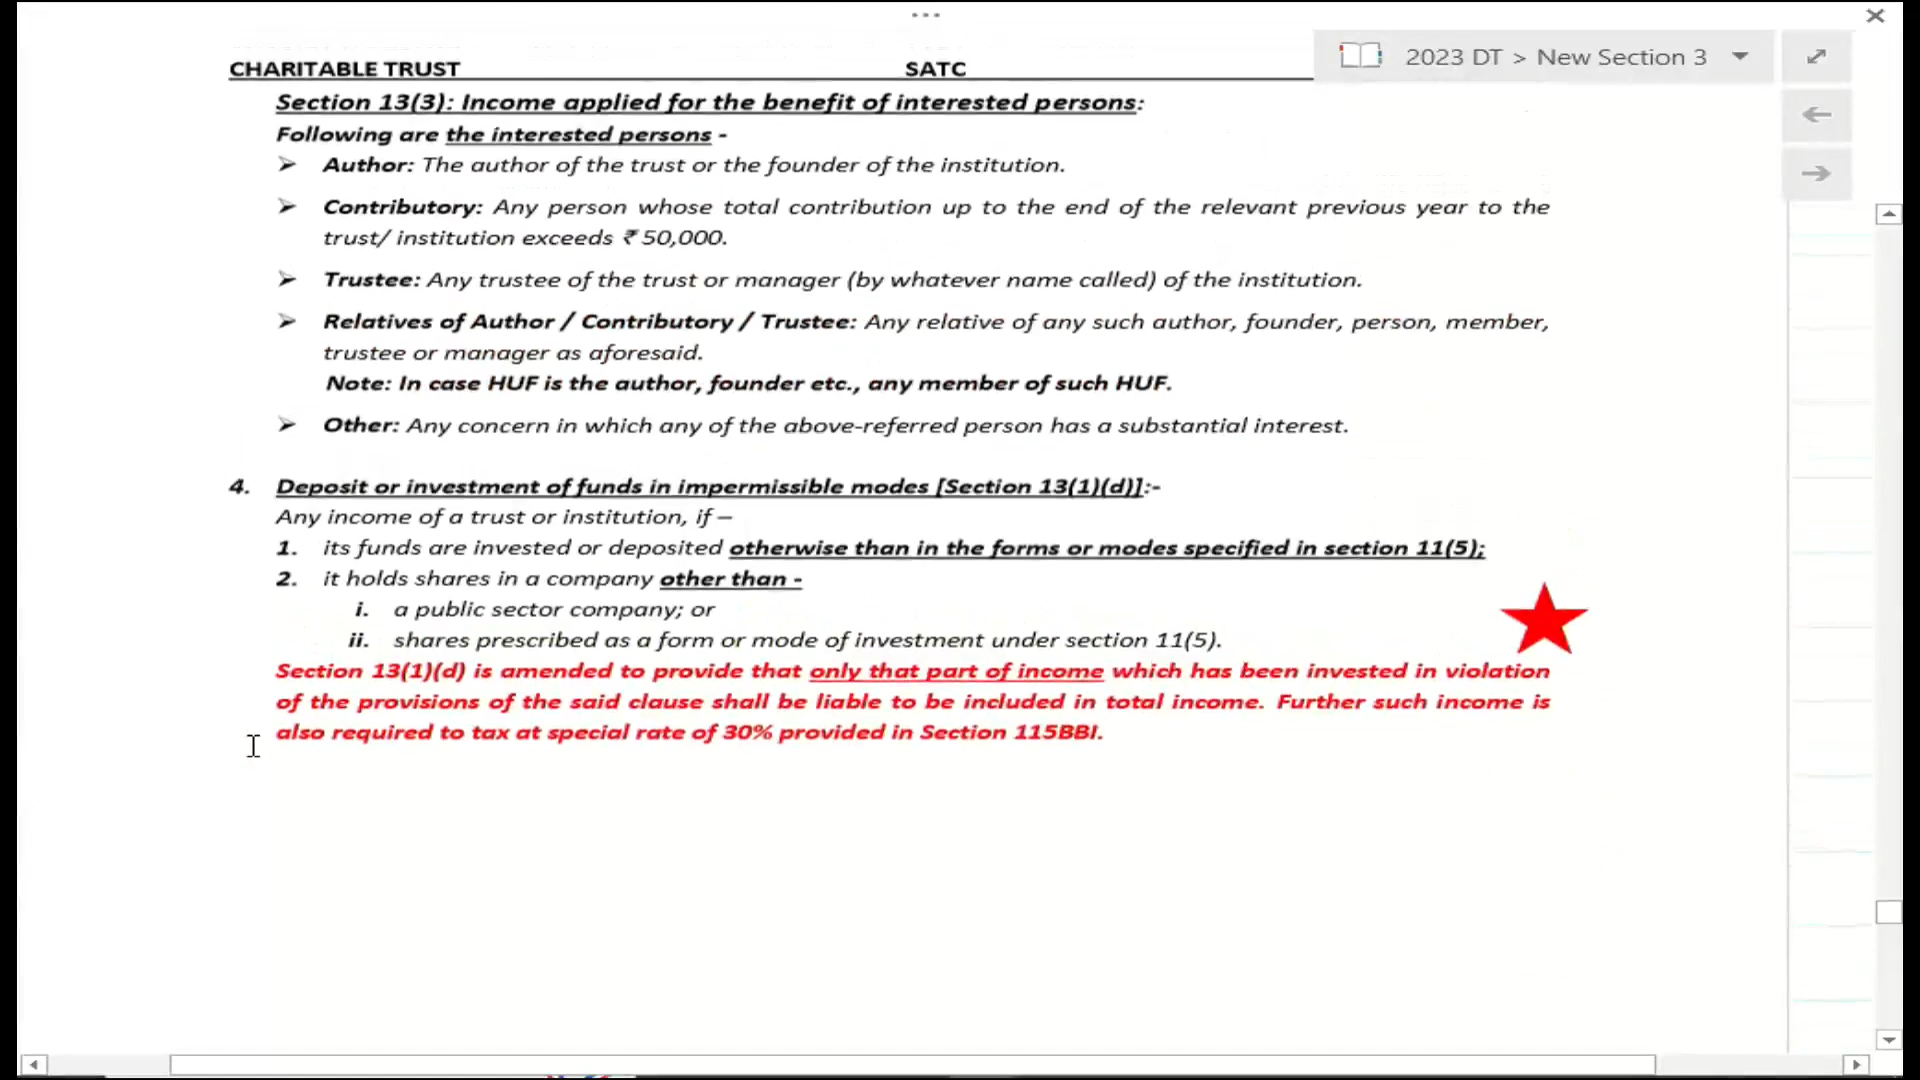 CHARITABLE TRUST SATC
2023 DT > New Section 3
Section 13(3): Income applied for the benefit of interested persons:
Following are the interested persons -
➢ Author: The author of the trust or the founder of the institution.
➢ Contributory: Any person whose total contribution up to the end of the relevant previous year to the
trust/ institution exceeds ₹ 50,000.
➢ Trustee: Any trustee of the trust or manager (by whatever name called) of the institution.
➢ Relatives of Author / Contributory / Trustee: Any relative of any such author, founder, person, member,
trustee or manager as aforesaid.
Note: In case HUF is the author, founder etc., any member of such HUF.
➢ Other: Any concern in which any of the above-referred person has a substantial interest.
4. Deposit or investment of funds in impermissible modes [Section 13(1)(d)]:-
Any income of a trust or institution, if –
1. its funds are invested or deposited otherwise than in the forms or modes specified in section 11(5);
2. it holds shares in a company other than -
i. a public sector company; or
ii. shares prescribed as a form or mode of investment under section 11(5).
Section 13(1)(d) is amended to provide that only that part of income which has been invested in violation
of the provisions of the said clause shall be liable to be included in total income. Further such income is
also required to tax at special rate of 30% provided in Section 115BBI.